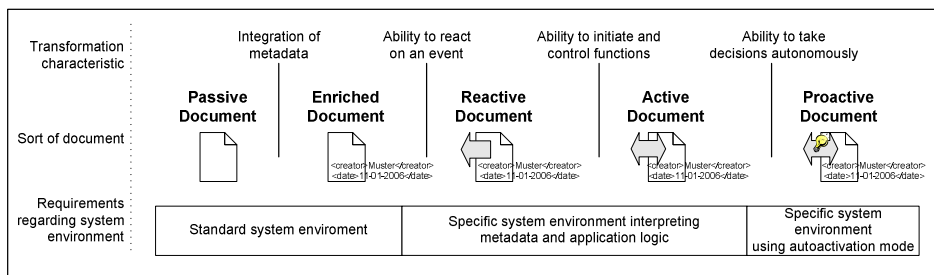 Transformation
characteristic
Integration of
metadata
Ability to react
on an event
Ability to initiate and
control functions
Ability to take
decisions autonomously
Sort of document
Passive
Document
Enriched
Document
<creator>Muster</creator>
<date>11-01-2006</date>
Reactive
Document
<creator>Muster</creator>
<date>11-01-2006</date>
Active
Document
<creator>Muster</creator>
<date>11-01-2006</date>
Proactive
Document
<creator>Muster</creator>
<date>11-01-2006</date>
Requirements
regarding system
environment
Standard system enviroment
Specific system environment interpreting
metadata and application logic
Specific system
environment
using autoactivation mode